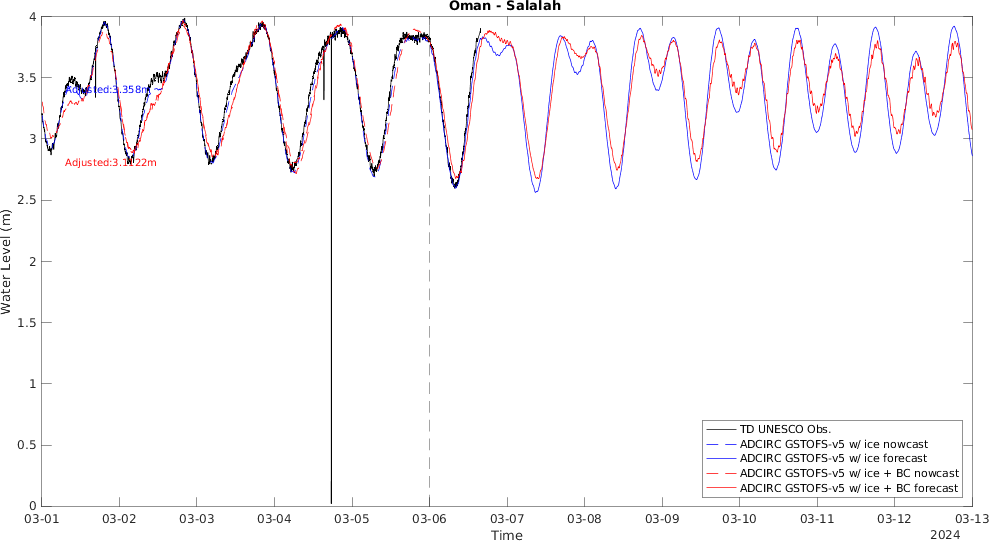 Oman - Salalah
4
3.5
3
2.5
2
1.5
1
0.5
0
Water Level (m)
Adjusted:3.358m
Adjusted:3.1122m
TD UNESCO Obs.
ADCIRC GSTOFS-v5 w/ ice nowcast
ADCIRC GSTOFS-v5 w/ ice forecast
ADCIRC GSTOFS-v5 w/ ice + BC nowcast
ADCIRC GSTOFS-v5 w/ ice + BC forecast
03-01 03-02 03-03 03-04 03-05 03-06 03-07 03-08 03-09 03-10 03-11 03-12 03-13
Time
2024